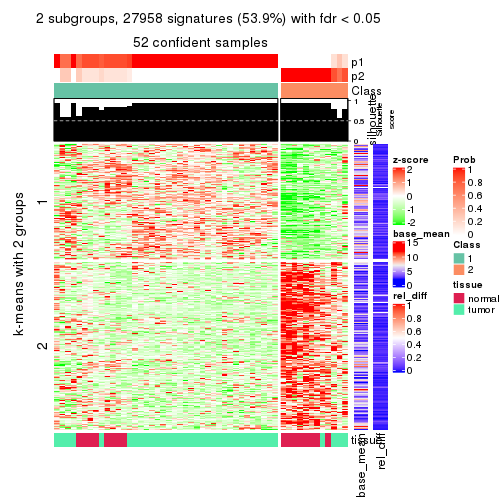 2 subgroups, 27958 signatures (53.9%) with fdr < 0.05
52 confident samples
p1
p2
Class
1
0.5
0
silhouette
Silhouette
score
k-means with 2 groups
1
2
tissue
base_mean
rel_diff
z-score
2
1
0
-1
-2
base_mean
15
10
5
0
rel_diff
1
0.8
0.6
0.4
0.2
0
Prob
1
0.8
0.6
0.4
0.2
0
Class
1
2
tissue
normal
tumor